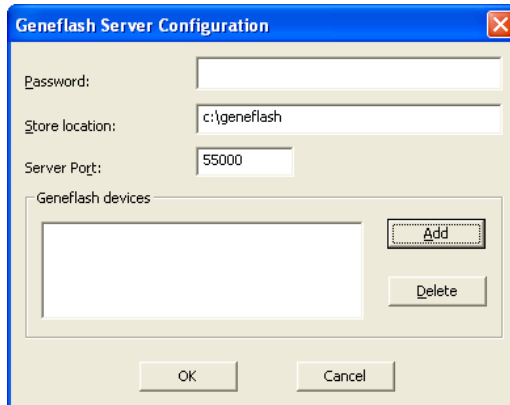 Geneflash Server Configuration
Password:
Store location: c:\geneflash
Server Port: 55000
Geneflash devices
Add
Delete
OK Cancel